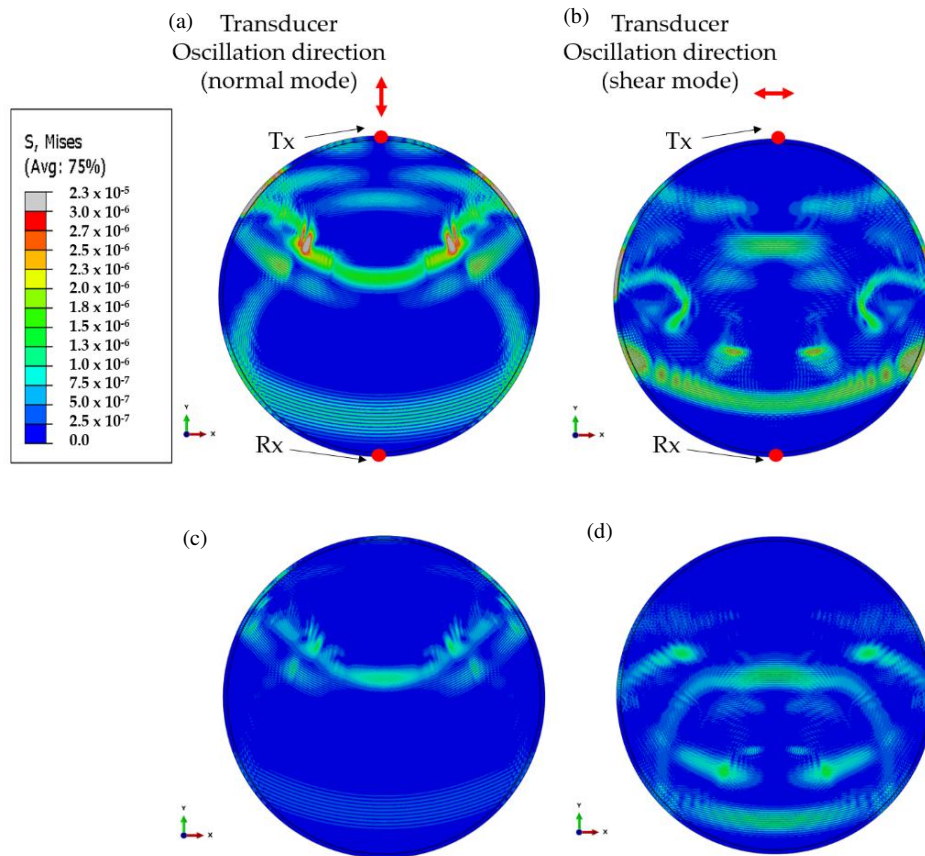 (a)
Transducer
Oscillation direction
(normal mode)
(b)
Transducer
Oscillation direction
(shear mode)
Tx
Tx
S, Mises
(Avg: 75%)
2.3 x 10⁻⁵
3.0 x 10⁻⁶
2.7 x 10⁻⁶
2.5 x 10⁻⁶
2.3 x 10⁻⁶
2.0 x 10⁻⁶
1.8 x 10⁻⁶
1.5 x 10⁻⁶
1.3 x 10⁻⁶
1.0 x 10⁻⁶
7.5 x 10⁻⁷
5.0 x 10⁻⁷
2.5 x 10⁻⁷
0.0
Y
X
Y
X
Rx
Rx
(c)
(d)
Y
X
Y
X